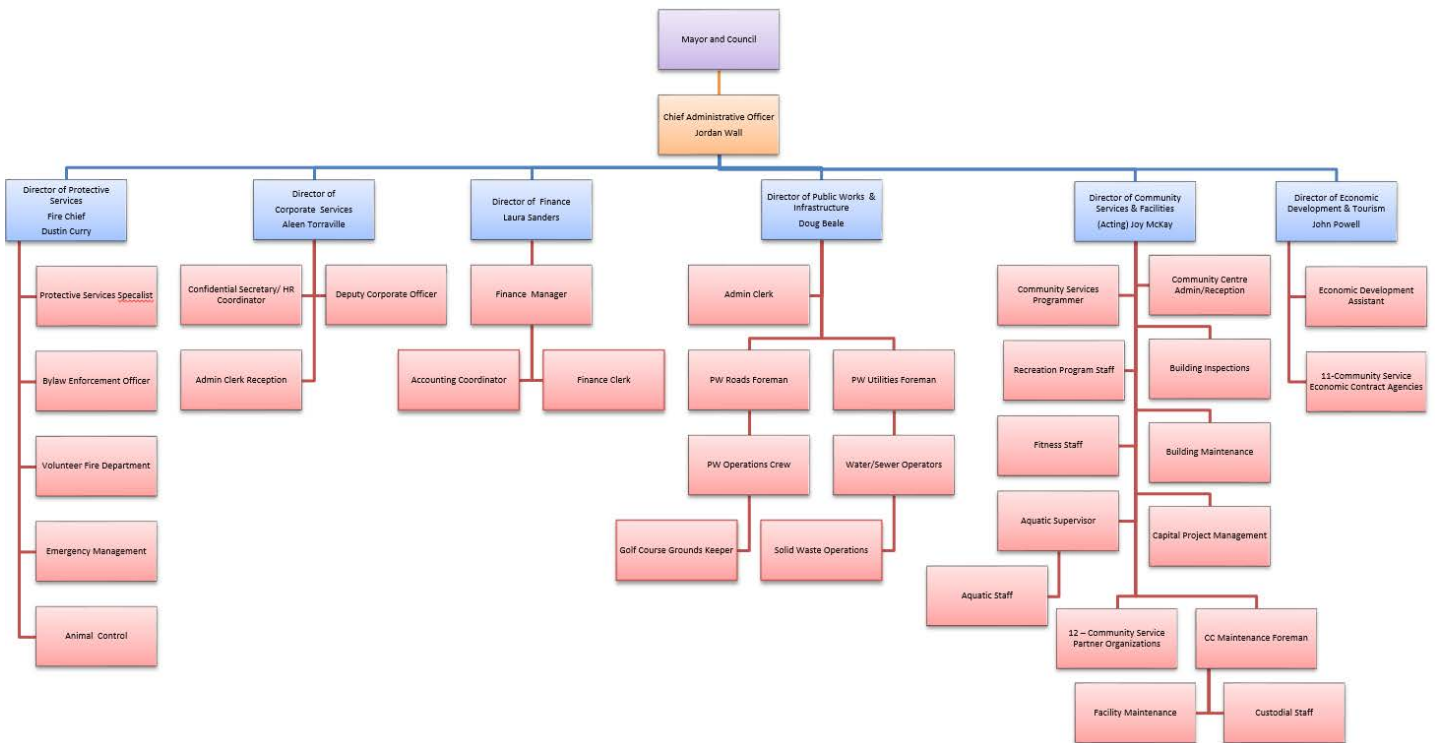 Mayor and Council
Chief Administrative Officer
Jordan Wall
Director of Protective
Services
Fire Chief
Dustin Curry
Director of
Corporate Services
Aleen Torraville
Director of Finance
Laura Sanders
Director of Public Works &
Infrastructure
Doug Beale
Director of Community
Services & Facilities
(Acting) Joy McKay
Director of Economic
Development & Tourism
John Powell
Protective Services Specalist
Bylaw Enforcement Officer
Volunteer Fire Department
Emergency Management
Animal Control
Confidential Secretary/ HR
Coordinator
Deputy Corporate Officer
Admin Clerk Reception
Finance Manager
Accounting Coordinator
Finance Clerk
Admin Clerk
PW Roads Foreman
PW Utilities Foreman
PW Operations Crew
Water/Sewer Operators
Golf Course Grounds Keeper
Solid Waste Operations
Community Services
Programmer
Community Centre
Admin/Reception
Recreation Program Staff
Building Inspections
Fitness Staff
Building Maintenance
Aquatic Supervisor
Capital Project Management
Aquatic Staff
12 – Community Service
Partner Organizations
CC Maintenance Foreman
Facility Maintenance
Custodial Staff
Economic Development
Assistant
11-Community Service
Economic Contract Agencies